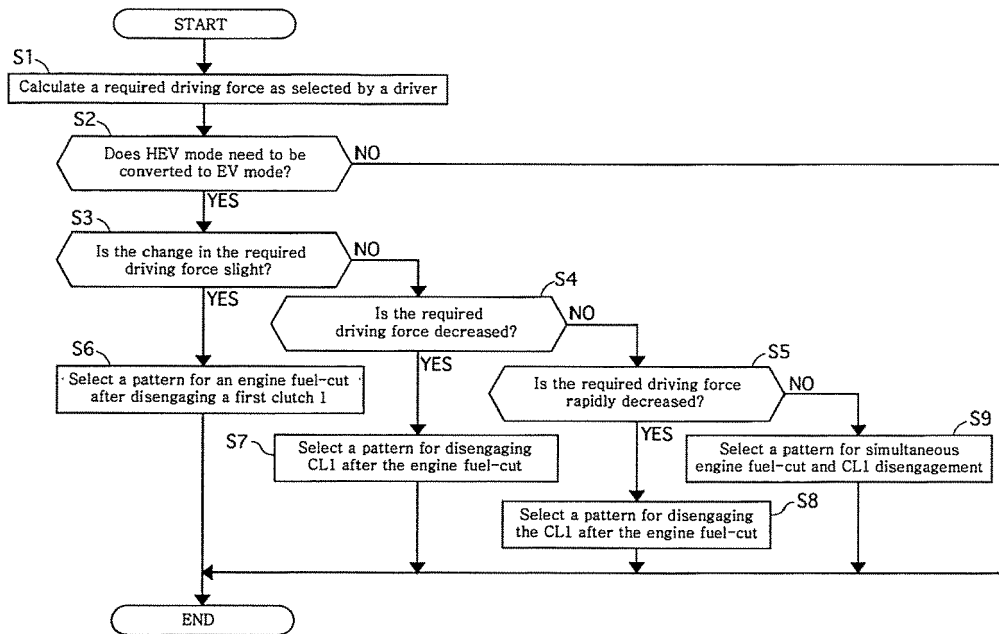 START
S1
Calculate a required driving force as selected by a driver
S2
Does HEV mode need to be
converted to EV mode?
NO
YES
S3
Is the change in the required
driving force slight?
NO
YES
S4
Is the required
driving force decreased?
NO
YES
S5
Is the required driving force
rapidly decreased?
NO
YES
S6
Select a pattern for an engine fuel-cut
after disengaging a first clutch 1
S7
Select a pattern for disengaging
CL1 after the engine fuel-cut
S8
Select a pattern for disengaging
the CL1 after the engine fuel-cut
S9
Select a pattern for simultaneous
engine fuel-cut and CL1 disengagement
END